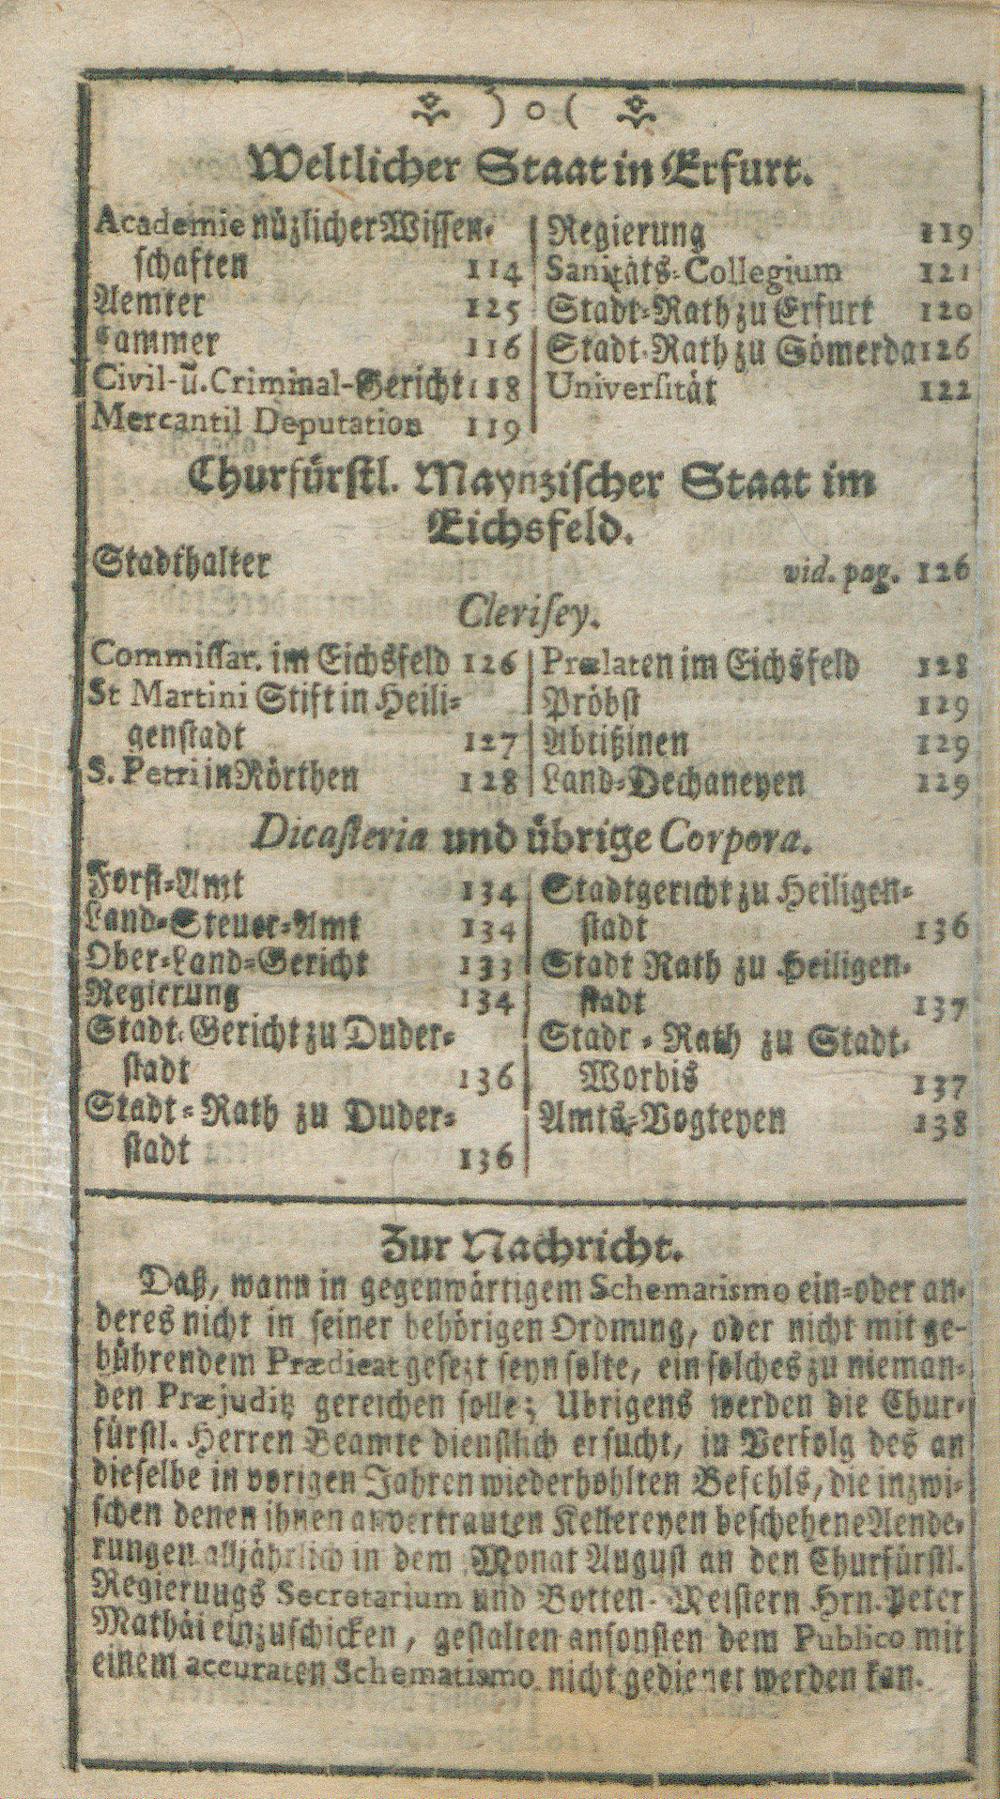 ) o (
Weltlicher Staat in Erfurt.
Academie nüzlicher Wissen-
schaften 114
Aemter 125
Cammer 116
Civil- u. Criminal-Gericht 118
Mercantil Deputation 119
Regierung 119
Sanitäts-Collegium 121
Stadt-Rath zu Erfurt 120
Stadt-Rath zu Sömerda 126
Universität 122
Churfürstl. Maynzischer Staat im
Eichsfeld.
Stadthalter vid. pag. 126
Clerisey.
Commissar. im Eichsfeld 126
St Martini Stift in Heili-
genstadt 127
S. Petri in Nörthen 128
Prælaten im Eichsfeld 128
Pröbst 129
Abtißinen 129
Land-Dechaneyen 129
Dicasteria und übrige Corpora.
Forst-Amt 134
Land-Steuer-Amt 134
Ober-Land-Gericht 133
Regierung 134
Stadt-Gericht zu Duder-
stadt 136
Stadt-Rath zu Duder-
stadt 136
Stadtgericht zu Heiligen-
stadt 136
Stadt Rath zu Heiligen-
stadt 137
Stadt-Rath zu Stadt-
Worbis 137
Amts-Vogteyen 138
Zur Nachricht.
Daß, wann in gegenwärtigem Schematismo ein-oder an-
deres nicht in seiner behörigen Ordnung, oder nicht mit ge-
bührendem Prædicat gesezt seyn solte, ein solches zu nieman-
den Præjuditz gereichen solle; Ubrigens werden die Chur-
fürstl. Herren Beamte dienstlich ersucht, in Verfolg des an
dieselbe in vorigen Jahren wiederhohlten Befehls, die inzwi-
schen denen ihnen anvertrauten Kellereyen beschehene Aende-
rungen alljährlich in dem Monat August an den Churfürstl.
Regierungs Secretarium und Botten-Meistern Hrn. Peter
Mathäi einzuschicken, gestalten ansonsten dem Publico mit
einem accuraten Schematismo nicht gedienet werden kan.